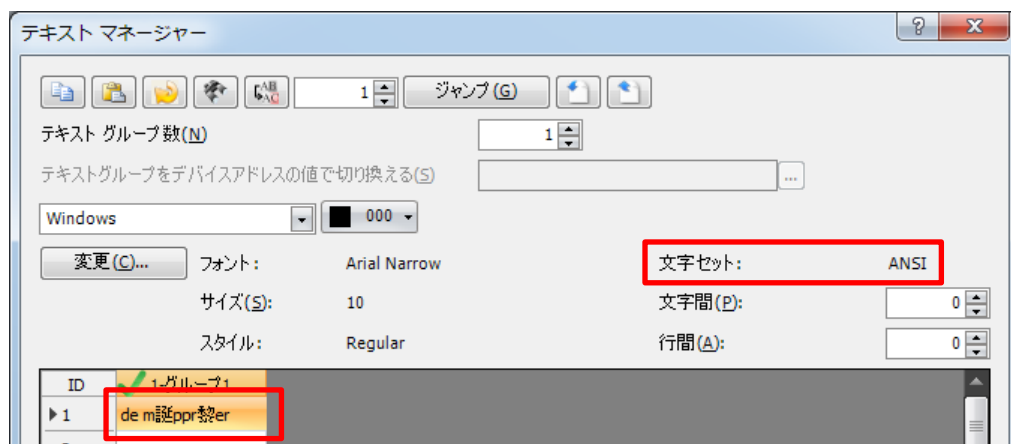 テキスト マネージャー
1 ジャンプ(G)
テキスト グループ数(N) 1
テキストグループをデバイスアドレスの値で切り換える(S) ...
Windows 000
変更(C)... フォント: Arial Narrow 文字セット: ANSI
サイズ(S): 10 文字間(P): 0
スタイル: Regular 行間(A): 0
ID 1-グループ1
1 de m誕ppr黎er